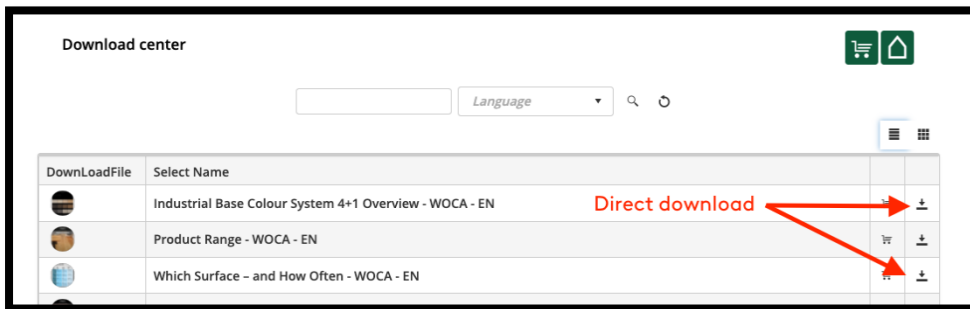 Download center
Language
DownLoadFile Select Name
Industrial Base Colour System 4+1 Overview - WOCA - EN Direct download
Product Range - WOCA - EN
Which Surface – and How Often - WOCA - EN